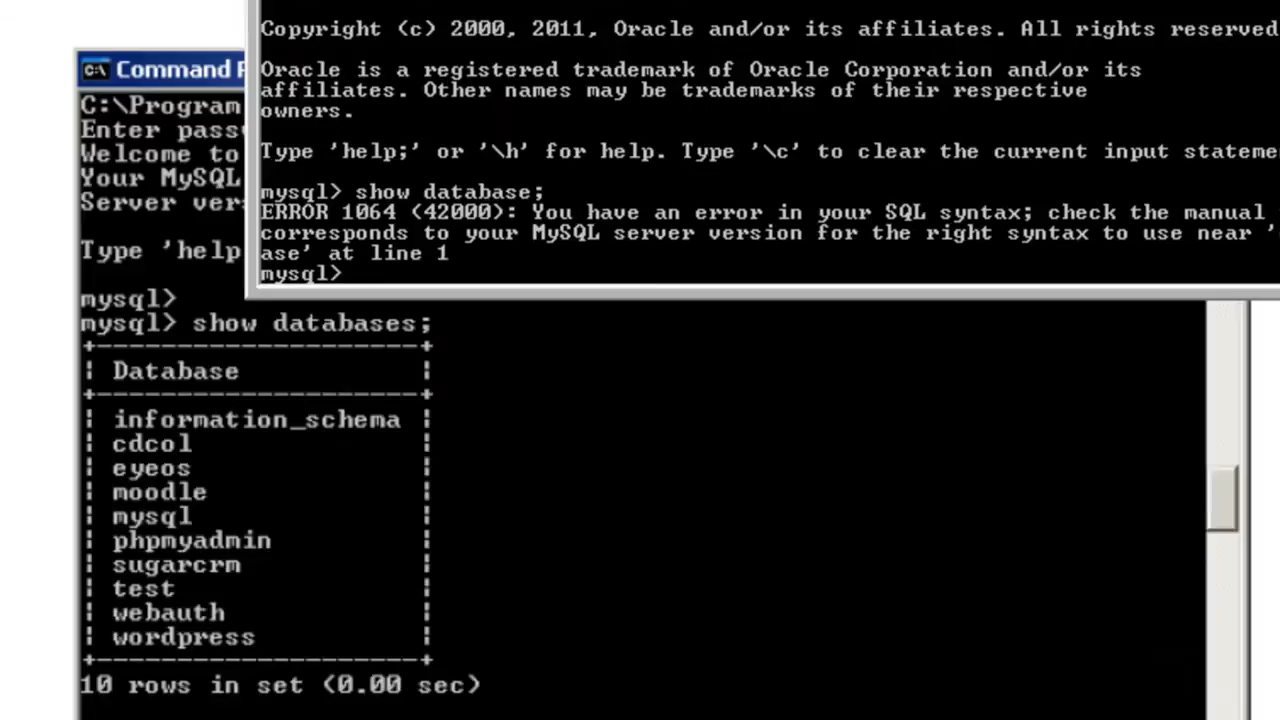 Copyright (c) 2000, 2011, Oracle and/or its affiliates. All rights reserved
Oracle is a registered trademark of Oracle Corporation and/or its
affiliates. Other names may be trademarks of their respective
owners.
Type 'help;' or '\h' for help. Type '\c' to clear the current input stateme
mysql> show database;
ERROR 1064 (42000): You have an error in your SQL syntax; check the manual
corresponds to your MySQL server version for the right syntax to use near '
ase' at line 1
mysql>
Command P
C:\Program
Enter passw
Welcome to
Your MySQL
Server ver
Type 'help
mysql>
mysql> show databases;
+--------------------+
| Database           |
+--------------------+
| information_schema |
| cdcol              |
| eyeos              |
| moodle             |
| mysql              |
| phpmyadmin         |
| sugarcrm           |
| test               |
| webauth            |
| wordpress          |
+--------------------+
10 rows in set (0.00 sec)